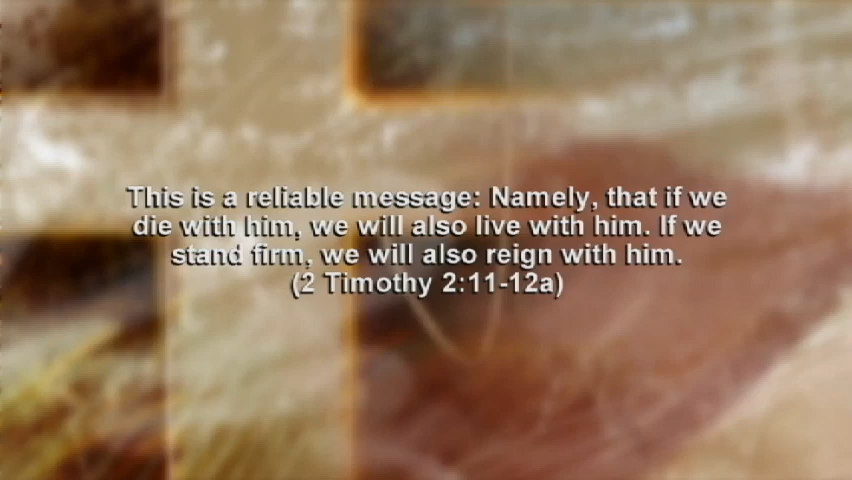 This is a reliable message: Namely, that if we
die with him, we will also live with him. If we
stand firm, we will also reign with him.
(2 Timothy 2:11-12a)